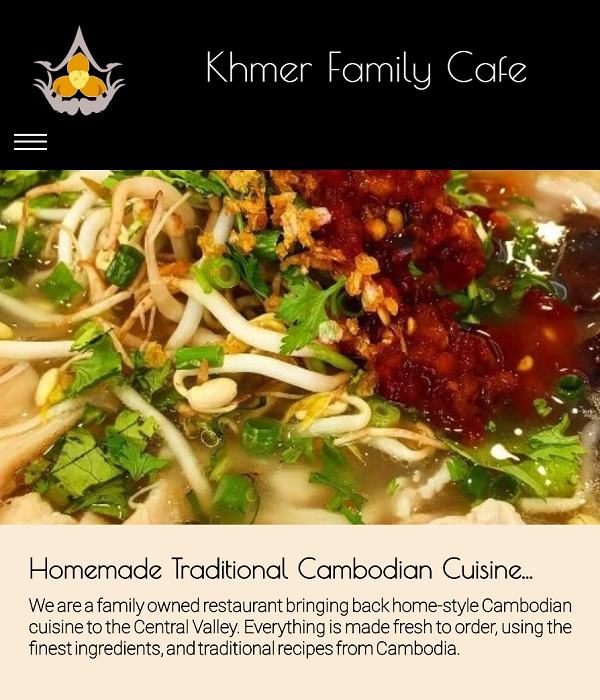 Khmer Family Cafe
Homemade Traditional Cambodian Cuisine...
We are a family owned restaurant bringing back home-style Cambodian
cuisine to the Central Valley. Everything is made fresh to order, using the
finest ingredients, and traditional recipes from Cambodia.